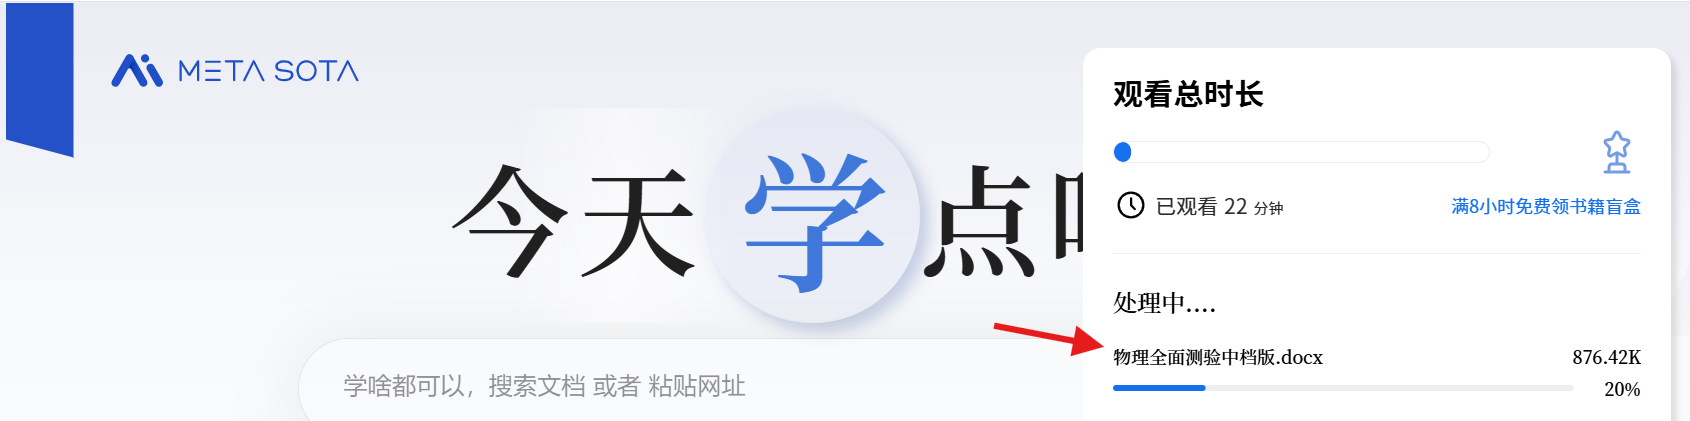 META SOTA
今天学点
学啥都可以，搜索文档 或者 粘贴网址
观看总时长
已观看 22 分钟
满8小时免费领书籍盲盒
处理中....
物理全面测验中档版.docx
876.42K
20%